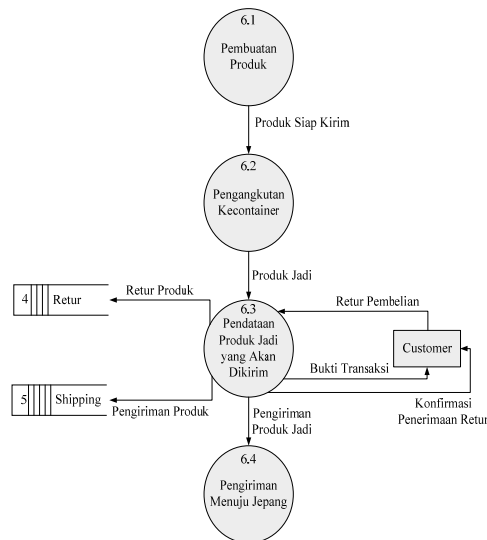 6.1
Pembuatan
Produk
Produk Siap Kirim
6.2
Pengangkutan
Kecontainer
Produk Jadi
4
Retur
Retur Produk
6.3
Pendataan
Produk Jadi
yang Akan
Dikirim
Retur Pembelian
Customer
Bukti Transaksi
5
Shipping
Pengiriman Produk
Konfirmasi
Penerimaan Retur
Pengiriman
Produk Jadi
6.4
Pengiriman
Menuju Jepang